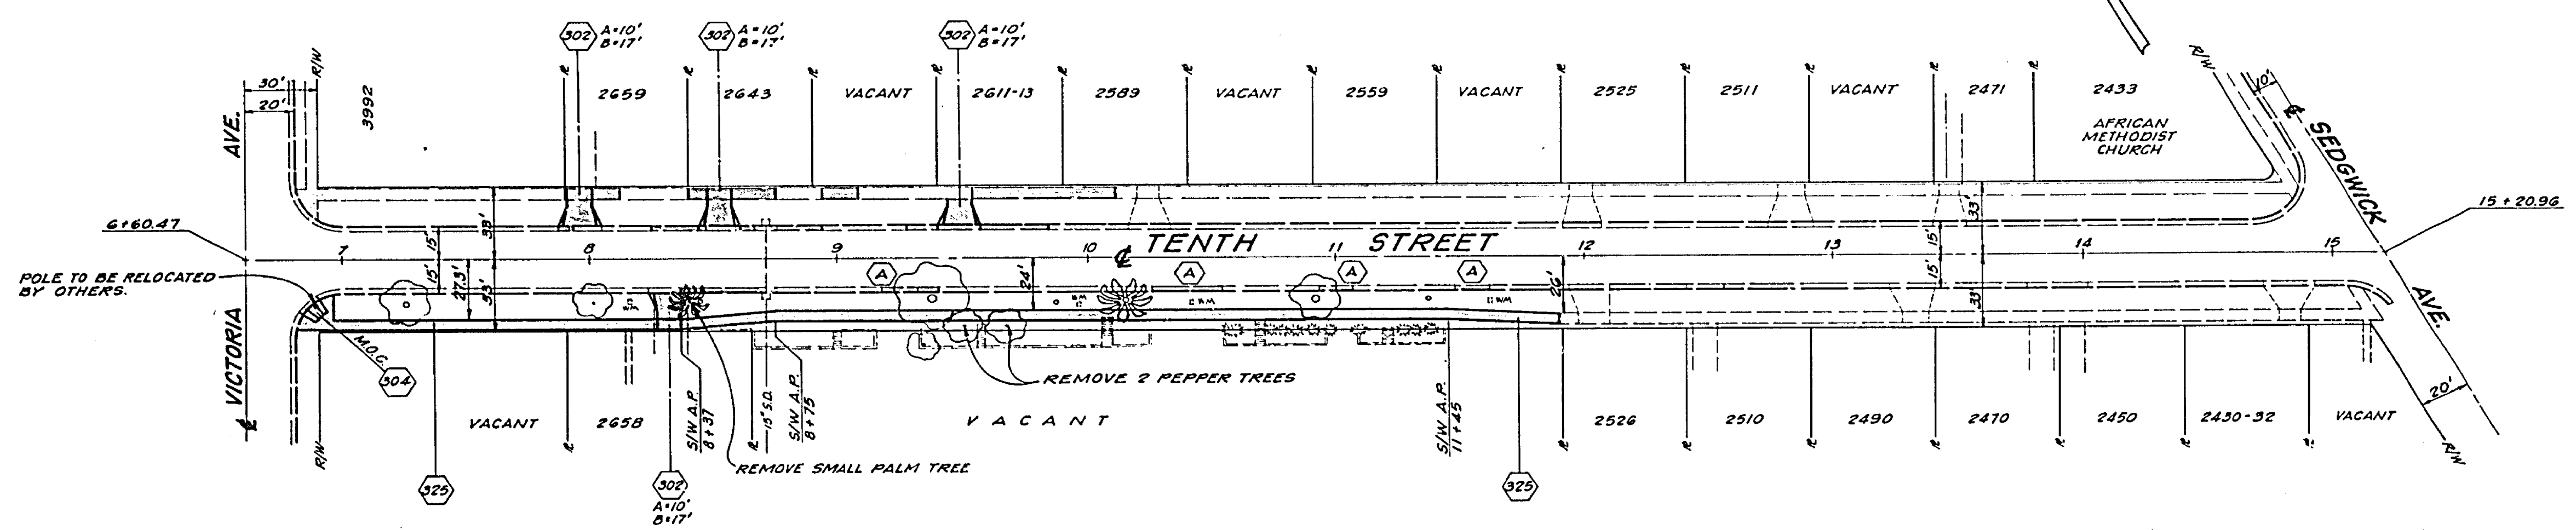 302 A=10'
B=17'
302 A=10'
B=17'
302 A=10'
B=17'
30'
20'
R/W
3992
AVE.
2659
2643
VACANT
2611-13
2589
VACANT
2559
VACANT
2525
2511
VACANT
2471
2433
AFRICAN
METHODIST
CHURCH
R/W
10'
SEDGWICK
AVE.
6+60.47
15+20.96
33'
33'
15'
15'
27.3'
33'
15'
15'
33'
7
8
9
10
11
12
13
14
15
TENTH STREET
24'
26'
A
A
A
A
WM
WM
WM
POLE TO BE RELOCATED
BY OTHERS.
VICTORIA
M.O.C.
304
R/W
VACANT
2658
S/W A.P.
8+37
15" S.D.
S/W A.P.
8+75
REMOVE 2 PEPPER TREES
VACANT
REMOVE SMALL PALM TREE
S/W A.P.
11+45
2526
2510
2490
2470
2450
2430-32
VACANT
20'
R/W
325
302
A=10'
B=17'
325